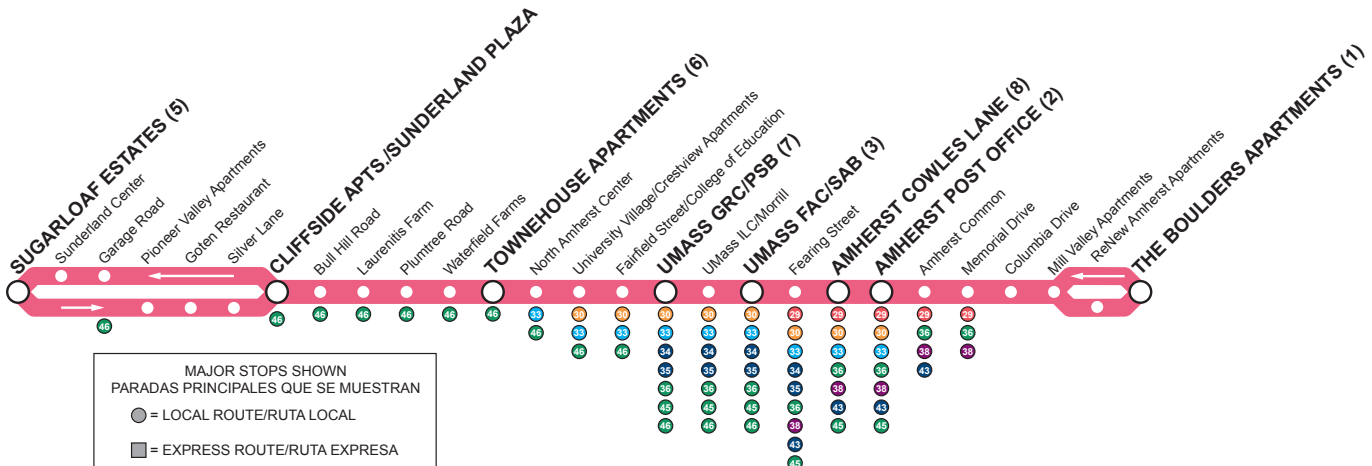 SUGARLOAF ESTATES (5)
Sunderland Center
Garage Road
Pioneer Valley Apartments
Goten Restaurant
Silver Lane
CLIFFSIDE APTS./SUNDERLAND PLAZA
Bull Hill Road
Laurenitis Farm
Plumtree Road
Waterfield Farms
TOWNEHOUSE APARTMENTS (6)
North Amherst Center
University Village/Crestview Apartments
Fairfield Street/College of Education
UMASS GRC/PSB (7)
UMass ILC/Morrill
UMASS FAC/SAB (3)
Fearing Street
AMHERST COWLES LANE (8)
AMHERST POST OFFICE (2)
Amherst Common
Memorial Drive
Columbia Drive
Mill Valley Apartments
ReNew Amherst Apartments
THE BOULDERS APARTMENTS (1)
46
46
46
46
46
46
46
33
46
30
33
46
30
33
46
30
33
34
35
36
45
46
30
33
34
35
36
45
46
30
33
34
35
36
45
46
29
30
33
34
35
36
38
43
45
29
30
33
36
38
43
45
29
30
33
36
38
43
45
29
36
38
43
29
36
38
MAJOR STOPS SHOWN
PARADAS PRINCIPALES QUE SE MUESTRAN
= LOCAL ROUTE/RUTA LOCAL
= EXPRESS ROUTE/RUTA EXPRESA